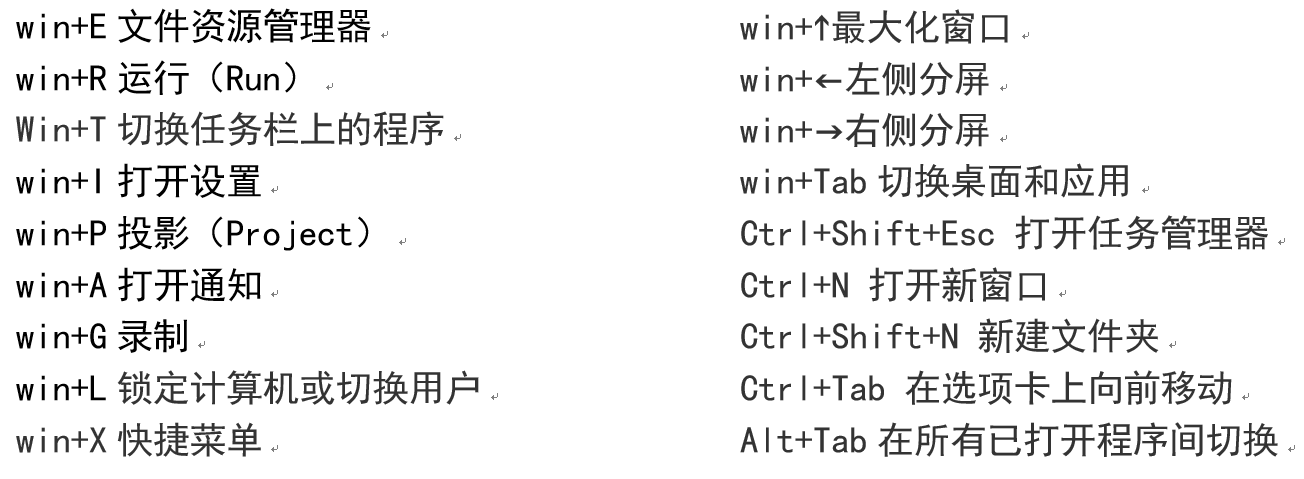 win+E 文件资源管理器
win+R 运行（Run）
Win+T 切换任务栏上的程序
win+I 打开设置
win+P 投影（Project）
win+A 打开通知
win+G 录制
win+L 锁定计算机或切换用户
win+X 快捷菜单
win+↑最大化窗口
win+←左侧分屏
win+→右侧分屏
win+Tab 切换桌面和应用
Ctrl+Shift+Esc 打开任务管理器
Ctrl+N 打开新窗口
Ctrl+Shift+N 新建文件夹
Ctrl+Tab 在选项卡上向前移动
Alt+Tab 在所有已打开程序间切换